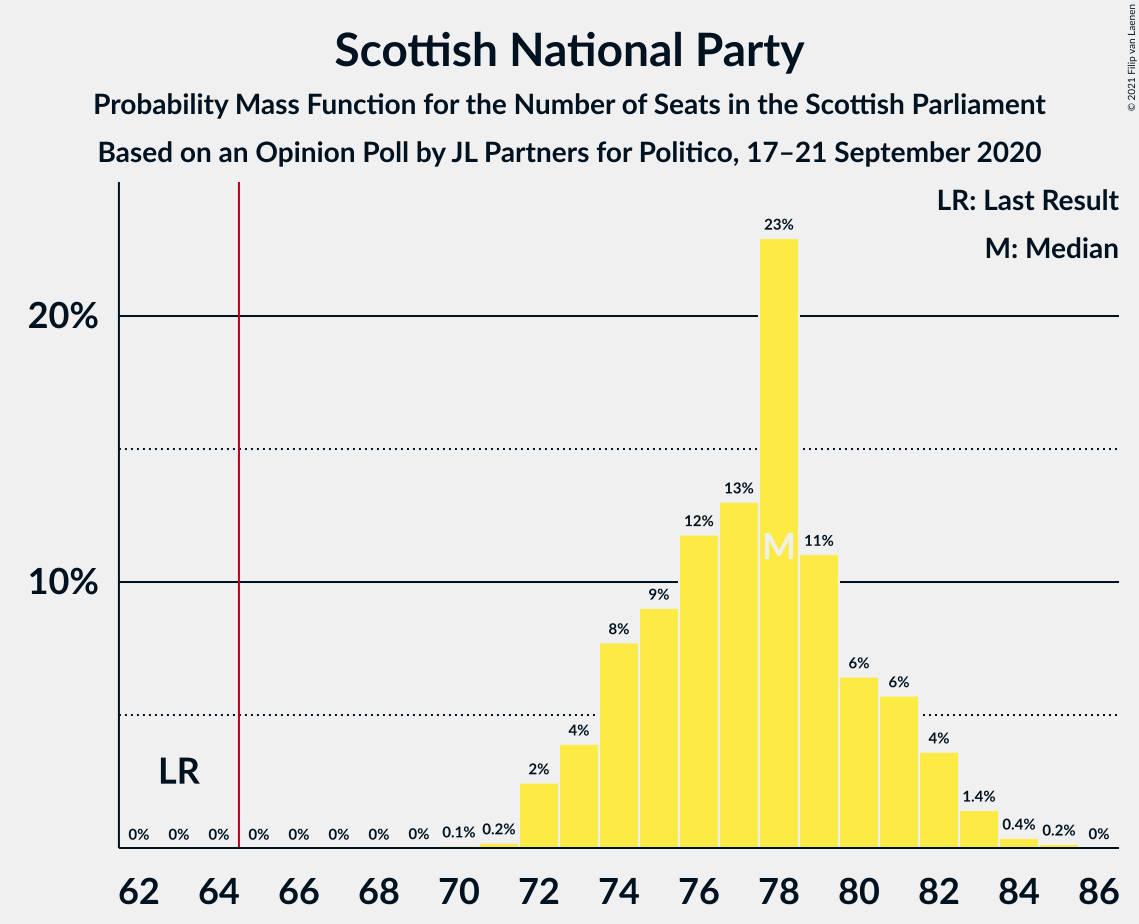 Scottish National Party
Probability Mass Function for the Number of Seats in the Scottish Parliament
Based on an Opinion Poll by JL Partners for Politico, 17–21 September 2020
© 2021 Filip van Laenen
LR: Last Result
M: Median
23%
20%
13%
12%
M
11%
10%
9%
8%
6%
6%
4%
4%
2%
LR
1.4%
0% 0% 0% 0% 0% 0% 0% 0% 0.1% 0.2% 0.4% 0.2% 0%
62 64 66 68 70 72 74 76 78 80 82 84 86